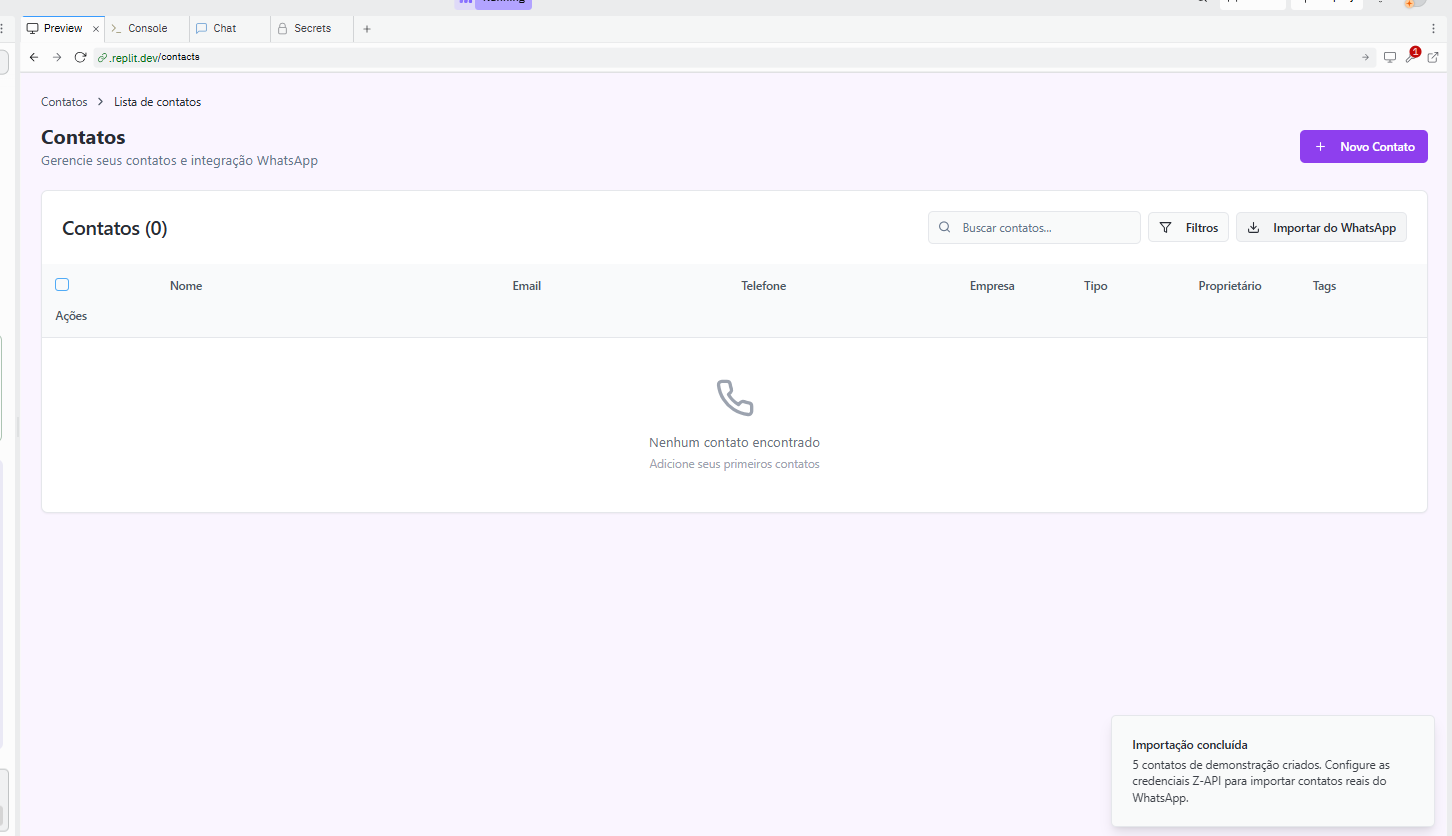 Preview
Console
Chat
Secrets
.replit.dev/contacts
1
Contatos > Lista de contatos
Contatos
Gerencie seus contatos e integração WhatsApp
+ Novo Contato
Contatos (0)
Buscar contatos...
Filtros
Importar do WhatsApp
Nome
Email
Telefone
Empresa
Tipo
Proprietário
Tags
Ações
Nenhum contato encontrado
Adicione seus primeiros contatos
Importação concluída
5 contatos de demonstração criados. Configure as
credenciais Z-API para importar contatos reais do
WhatsApp.